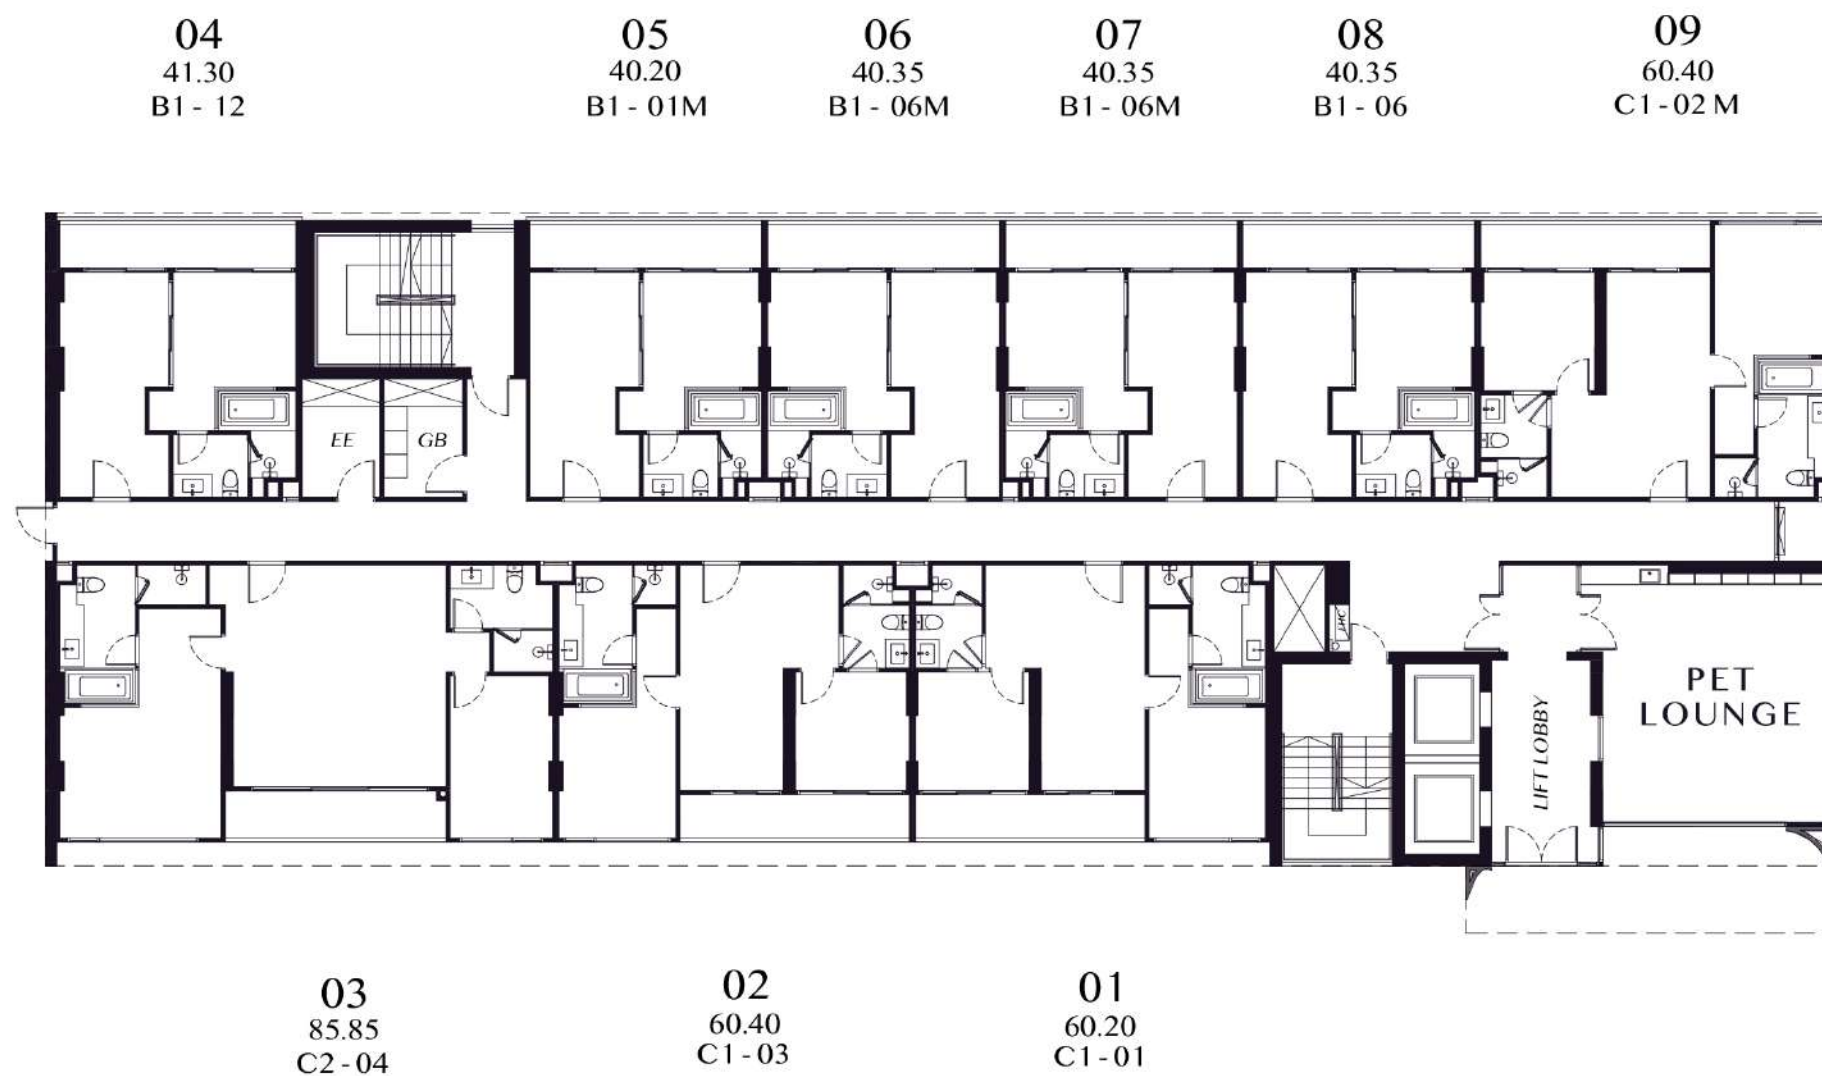 04
41.30
B1 - 12
05
40.20
B1 - 01M
06
40.35
B1 - 06M
07
40.35
B1 - 06M
08
40.35
B1 - 06
09
60.40
C1 - 02 M
EE
GB
LHC
PET
LOUNGE
LIFT LOBBY
03
85.85
C2 - 04
02
60.40
C1 - 03
01
60.20
C1 - 01